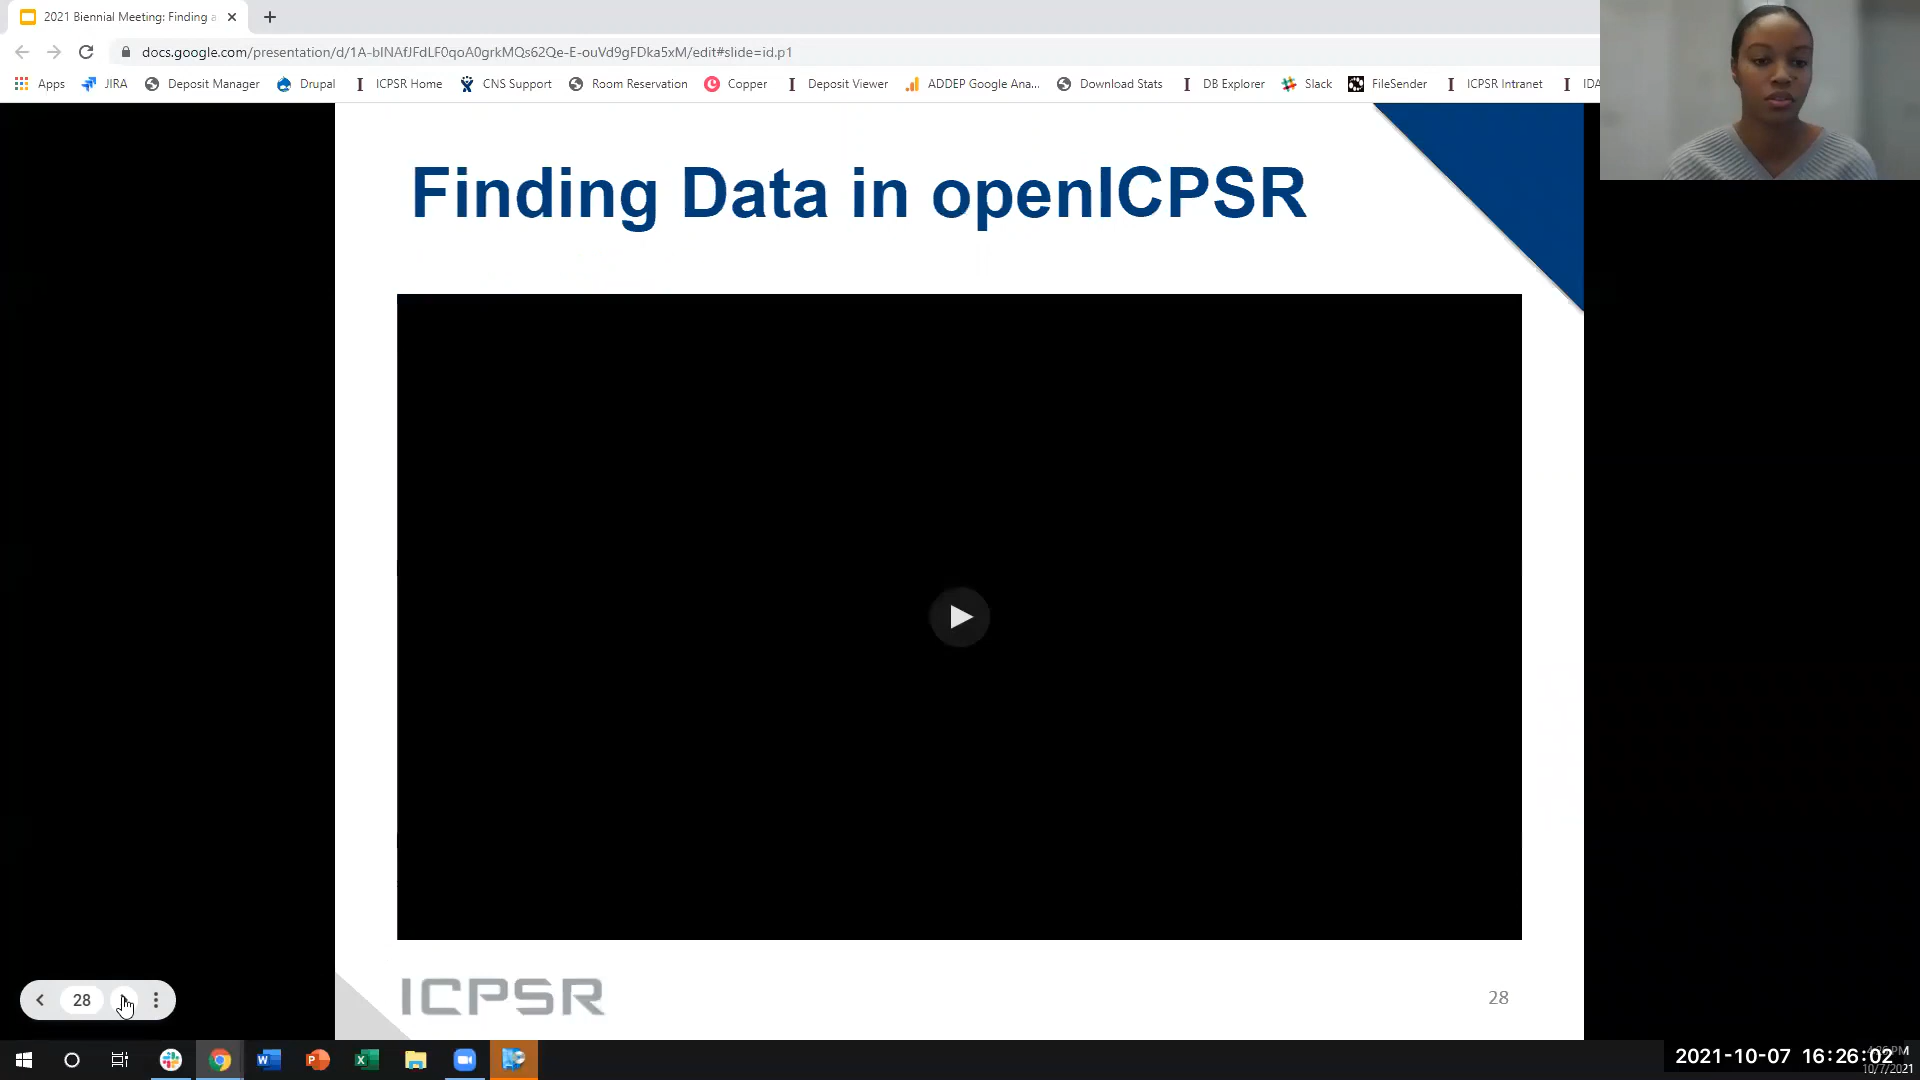 2021 Biennial Meeting: Finding a
docs.google.com/presentation/d/1A-bINAfJFdLF0qoA0grkMQs62Qe-E-ouVd9gFDka5xM/edit#slide=id.p1
Apps JIRA Deposit Manager Drupal ICPSR Home CNS Support Room Reservation Copper Deposit Viewer ADDEP Google Ana... Download Stats DB Explorer Slack FileSender ICPSR Intranet IDA
Finding Data in openICPSR
28
ICPSR
28
2021-10-07 16:26:02
10/7/2021